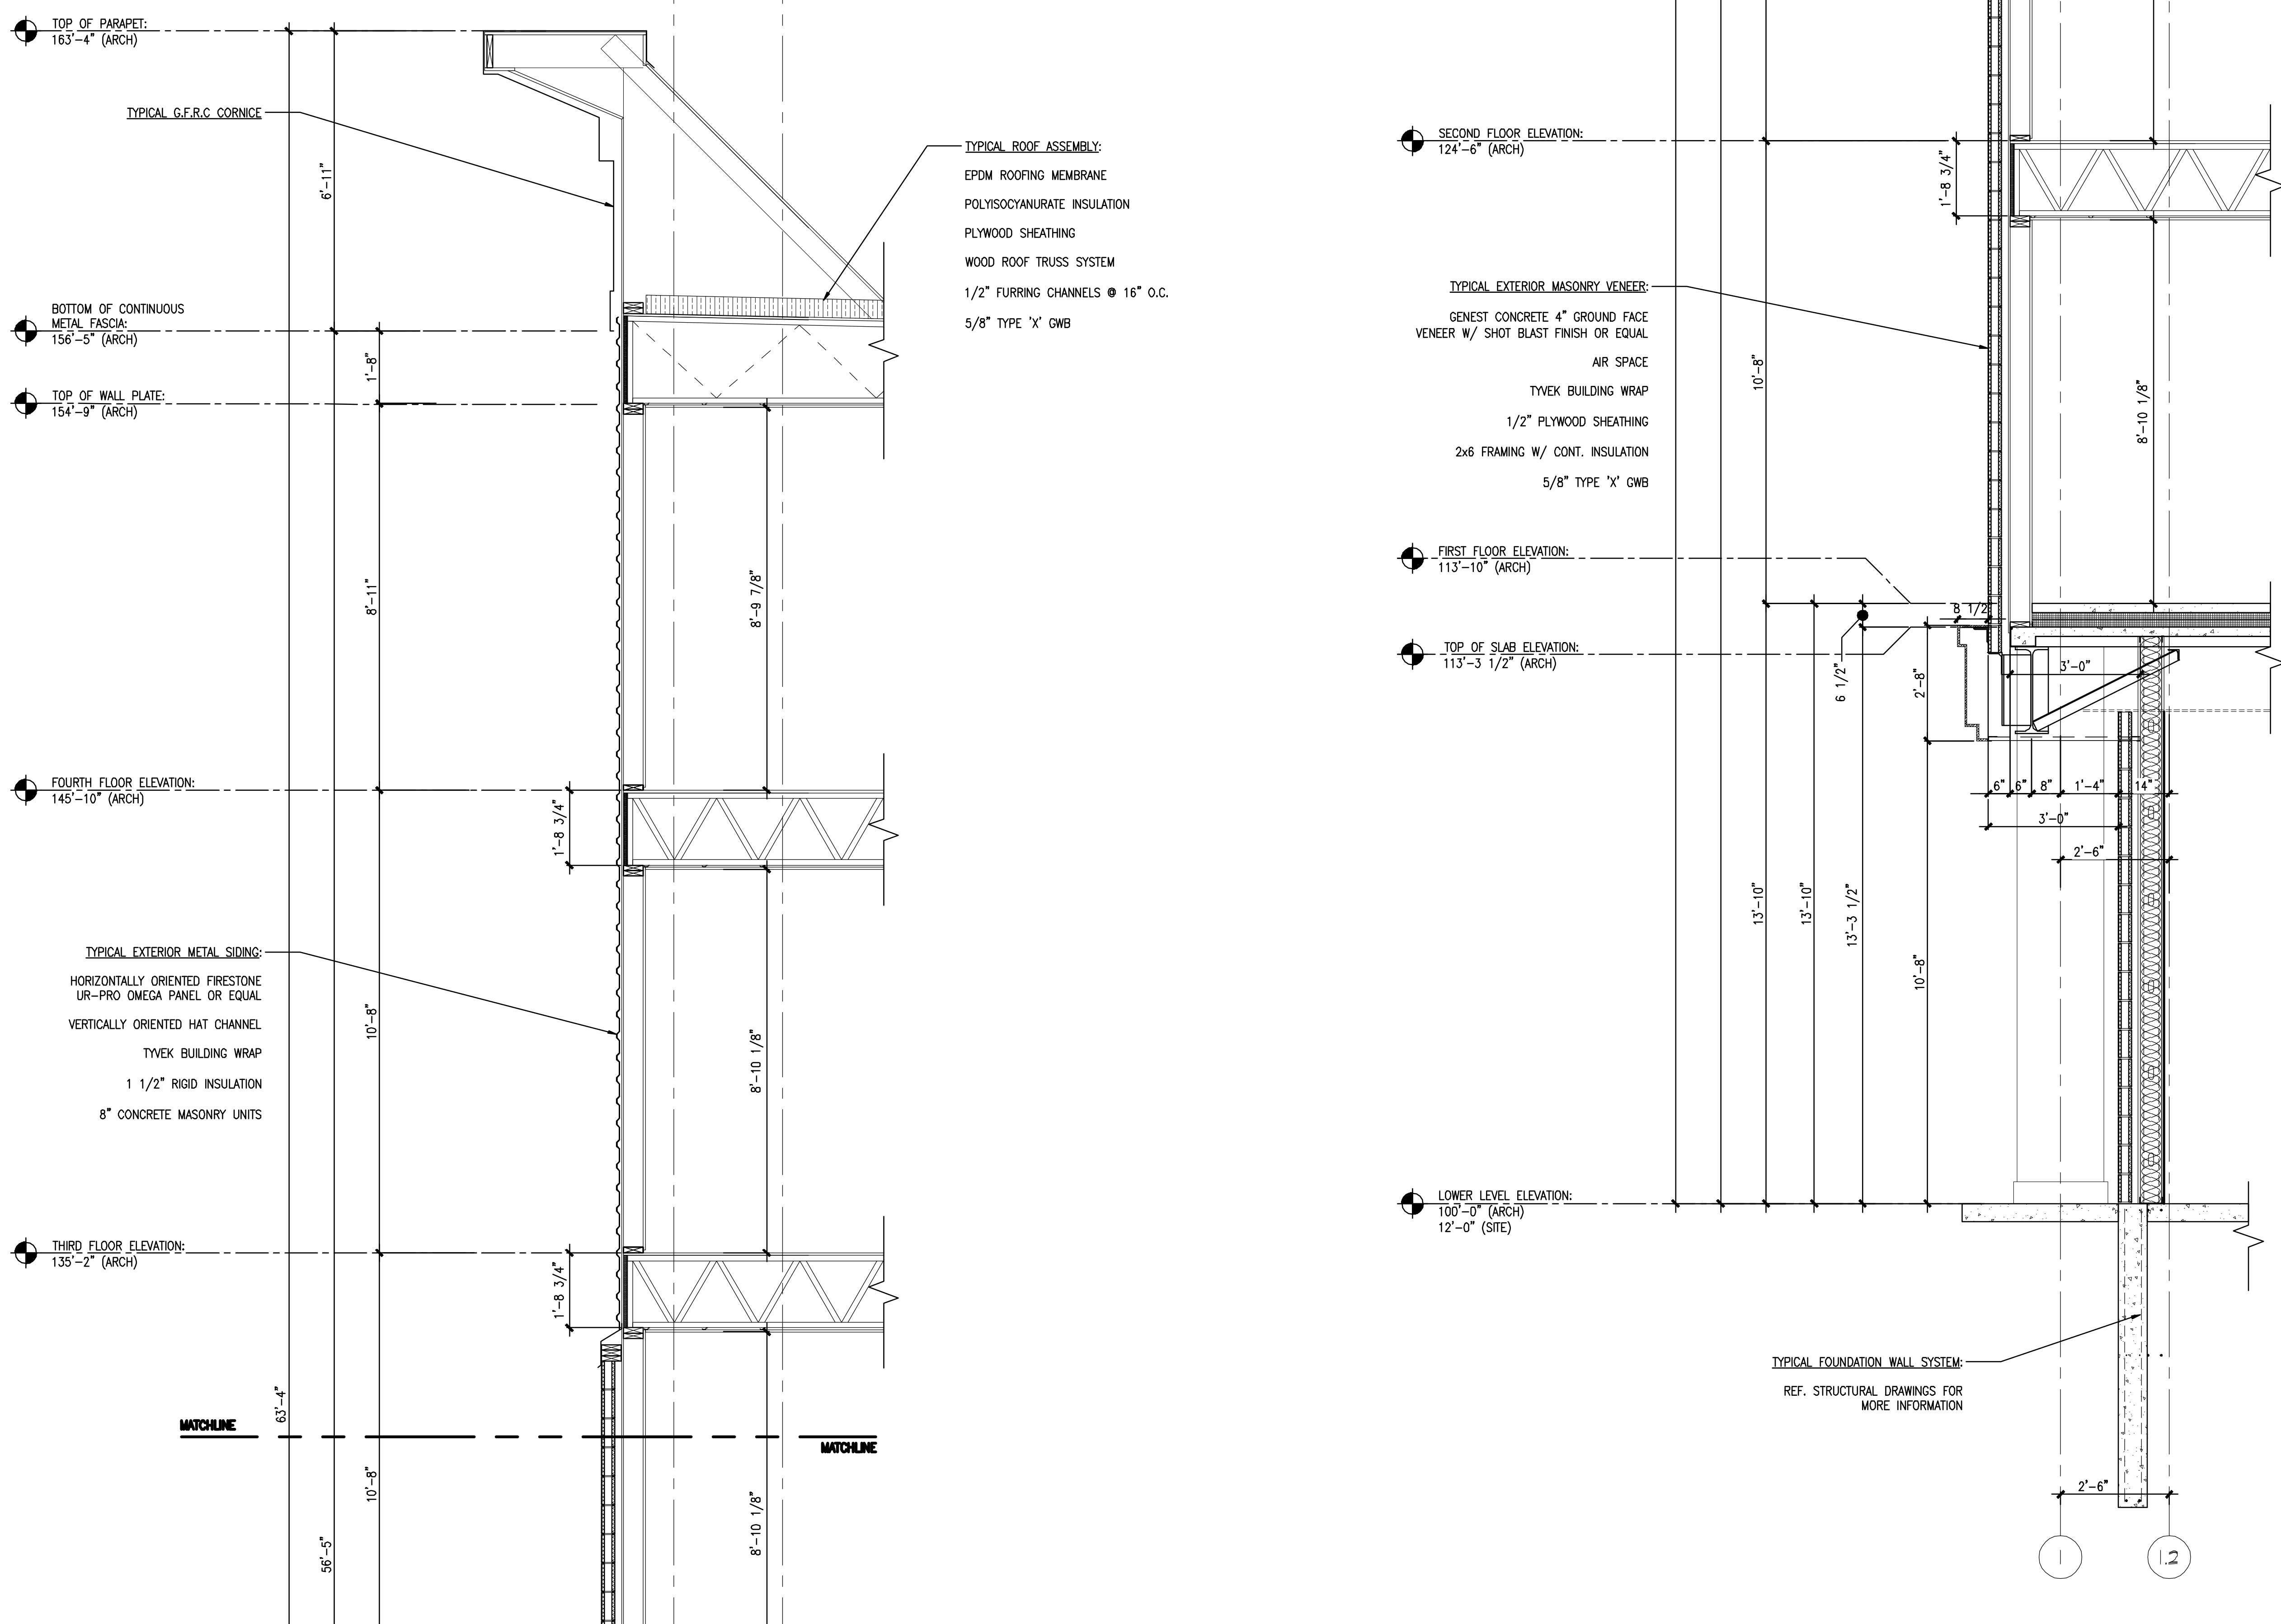 TOP OF PARAPET:
163'-4" (ARCH)
TYPICAL G.F.R.C CORNICE
6'-11"
TYPICAL ROOF ASSEMBLY:
EPDM ROOFING MEMBRANE
POLYISOCYANURATE INSULATION
PLYWOOD SHEATHING
WOOD ROOF TRUSS SYSTEM
1/2" FURRING CHANNELS @ 16" O.C.
5/8" TYPE 'X' GWB
BOTTOM OF CONTINUOUS
METAL FASCIA:
156'-5" (ARCH)
1'-8"
TOP OF WALL PLATE:
154'-9" (ARCH)
8'-11"
8'-9 7/8"
FOURTH FLOOR ELEVATION:
145'-10" (ARCH)
1'-8 3/4"
TYPICAL EXTERIOR METAL SIDING:
HORIZONTALLY ORIENTED FIRESTONE
UR-PRO OMEGA PANEL OR EQUAL
VERTICALLY ORIENTED HAT CHANNEL
TYVEK BUILDING WRAP
1 1/2" RIGID INSULATION
8" CONCRETE MASONRY UNITS
10'-8"
8'-10 1/8"
THIRD FLOOR ELEVATION:
135'-2" (ARCH)
1'-8 3/4"
63'-4"
MATCHLINE
MATCHLINE
10'-8"
8'-10 1/8"
56'-5"
SECOND FLOOR ELEVATION:
124'-6" (ARCH)
1'-8 3/4"
TYPICAL EXTERIOR MASONRY VENEER:
GENEST CONCRETE 4" GROUND FACE
VENEER W/ SHOT BLAST FINISH OR EQUAL
AIR SPACE
TYVEK BUILDING WRAP
1/2" PLYWOOD SHEATHING
2x6 FRAMING W/ CONT. INSULATION
5/8" TYPE 'X' GWB
10'-8"
8'-10 1/8"
FIRST FLOOR ELEVATION:
113'-10" (ARCH)
8 1/2
TOP OF SLAB ELEVATION:
113'-3 1/2" (ARCH)
6 1/2"
2'-8"
3'-0"
6"
6"
8"
1'-4"
14"
3'-0"
2'-6"
13'-10"
13'-10"
13'-3 1/2"
10'-8"
LOWER LEVEL ELEVATION:
100'-0" (ARCH)
12'-0" (SITE)
TYPICAL FOUNDATION WALL SYSTEM:
REF. STRUCTURAL DRAWINGS FOR
MORE INFORMATION
2'-6"
1
1.2